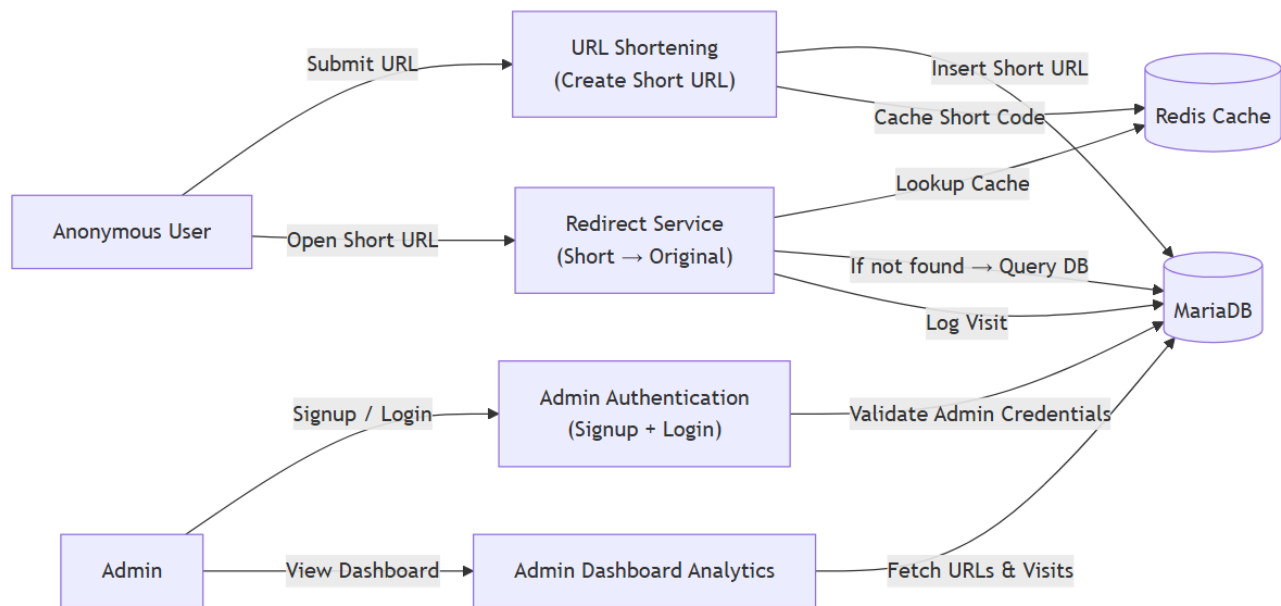 URL Shortening
(Create Short URL)
Submit URL
Insert Short URL
Cache Short Code
Redis Cache
Lookup Cache
Anonymous User
Open Short URL
Redirect Service
(Short → Original)
If not found → Query DB
Log Visit
MariaDB
Signup / Login
Admin Authentication
(Signup + Login)
Validate Admin Credentials
Admin
View Dashboard
Admin Dashboard Analytics
Fetch URLs & Visits